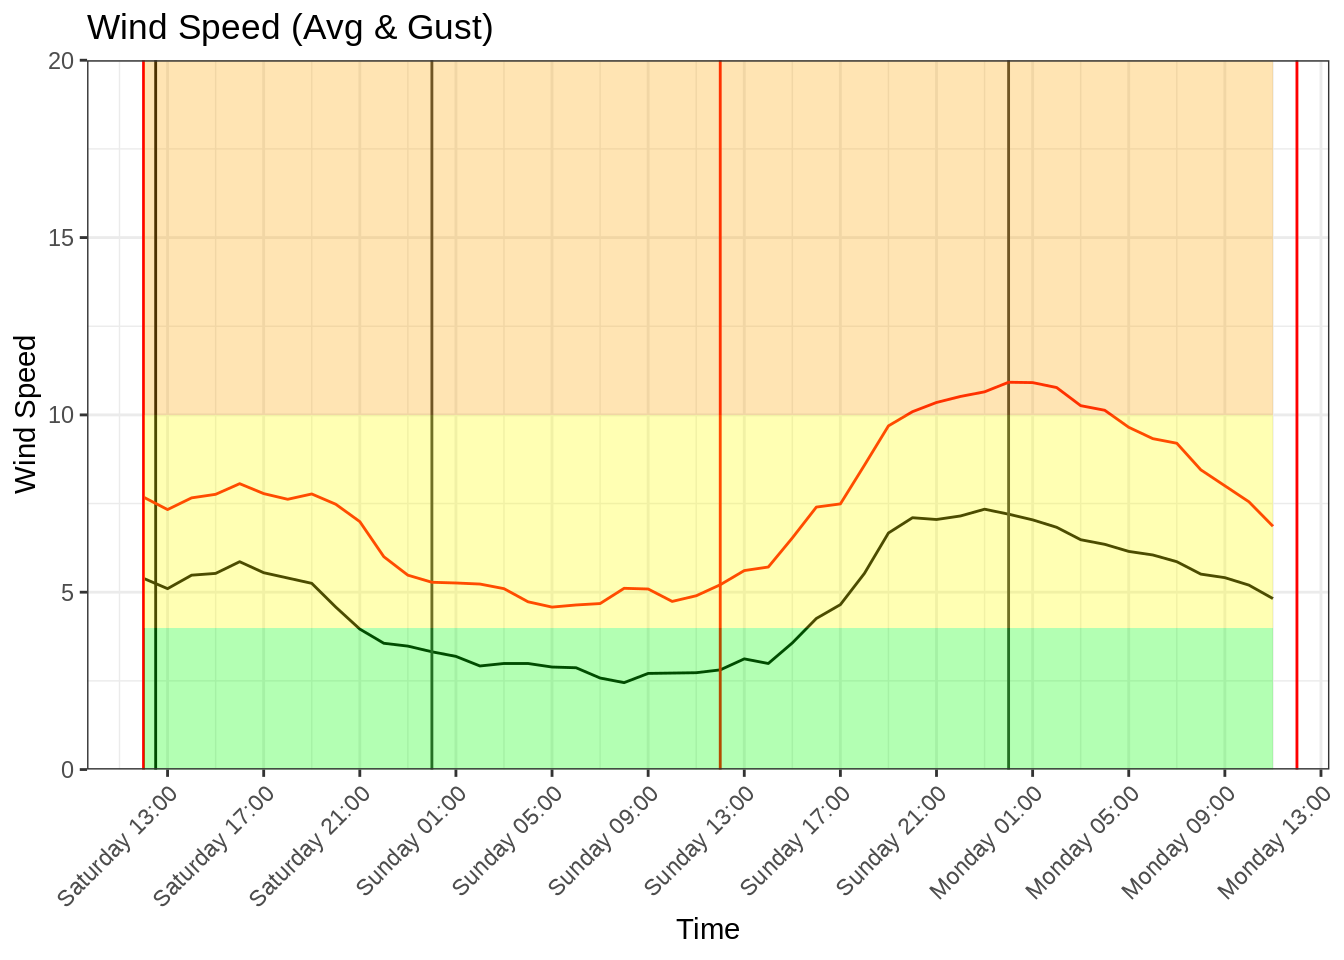 Wind Speed (Avg & Gust)
20
15
10
5
0
Wind Speed
Saturday 13:00
Saturday 17:00
Saturday 21:00
Sunday 01:00
Sunday 05:00
Sunday 09:00
Sunday 13:00
Sunday 17:00
Sunday 21:00
Monday 01:00
Monday 05:00
Monday 09:00
Monday 13:00
Time